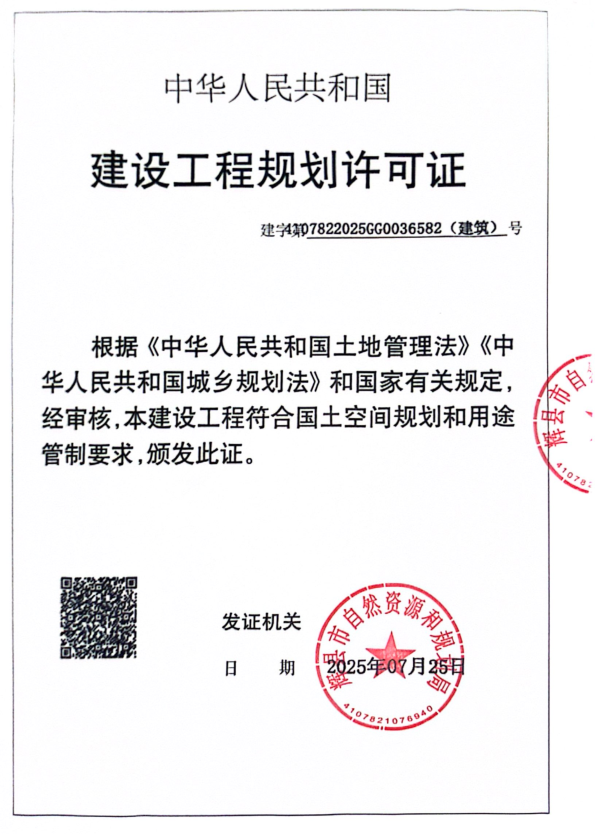 中华人民共和国
建设工程规划许可证
建字第4107822025GG0036582（建筑）号
根据《中华人民共和国土地管理法》《中
华人民共和国城乡规划法》和国家有关规定，
经审核，本建设工程符合国土空间规划和用途
管制要求，颁发此证。
辉县市自
41078
发证机关
日 期 2025年07月25日
辉县市自然资源和规划局
4107821076940